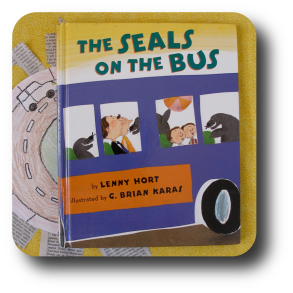 THE SEALS
ON THE BUS
by LENNY HORT
illustrated by G. BRIAN KARAS